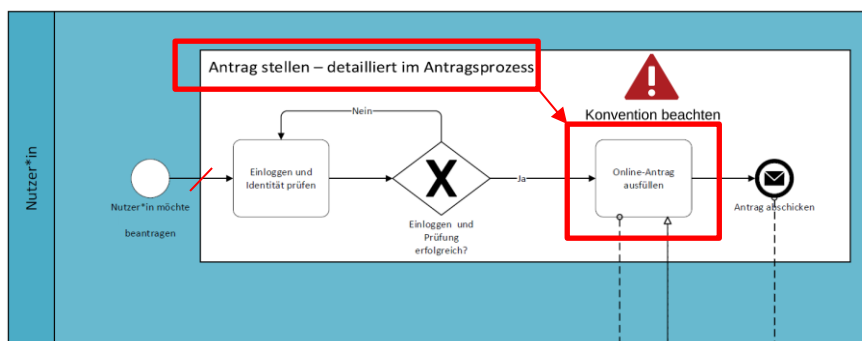 Antrag stellen – detailliert im Antragsprozess
Konvention beachten
Nutzer*in
Nein
Nutzer*in möchte
beantragen
Einloggen und
Identität prüfen
X
Einloggen und
Prüfung
erfolgreich?
Ja
Online-Antrag
ausfüllen
Antrag abschicken